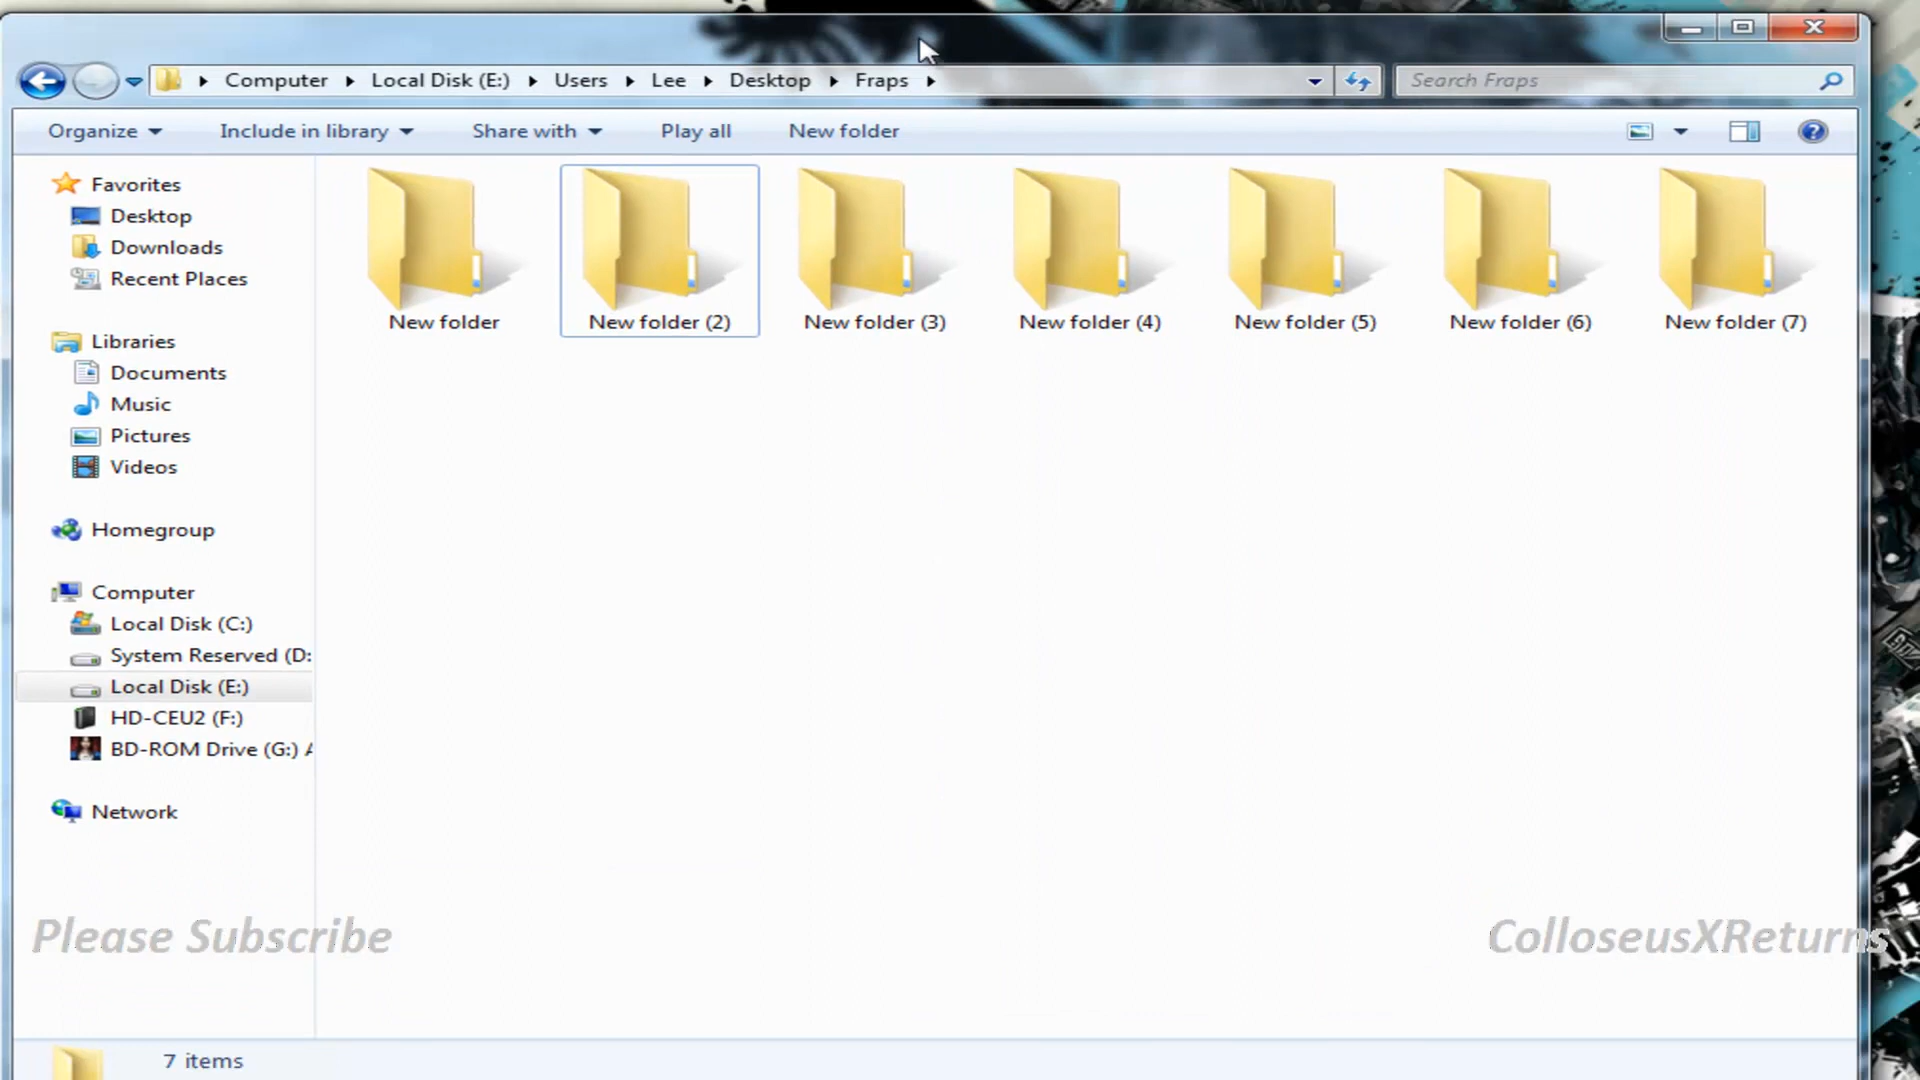 Computer Local Disk (E:) Users Lee Desktop Fraps
Search Fraps
Organize Include in library Share with Play all New folder
Favorites
Desktop
Downloads
Recent Places
Libraries
Documents
Music
Pictures
Videos
Homegroup
Computer
Local Disk (C:)
System Reserved (D:
Local Disk (E:)
HD-CEU2 (F:)
BD-ROM Drive (G:) A
Network
New folder
New folder (2)
New folder (3)
New folder (4)
New folder (5)
New folder (6)
New folder (7)
Please Subscribe
ColloseusXReturns
7 items